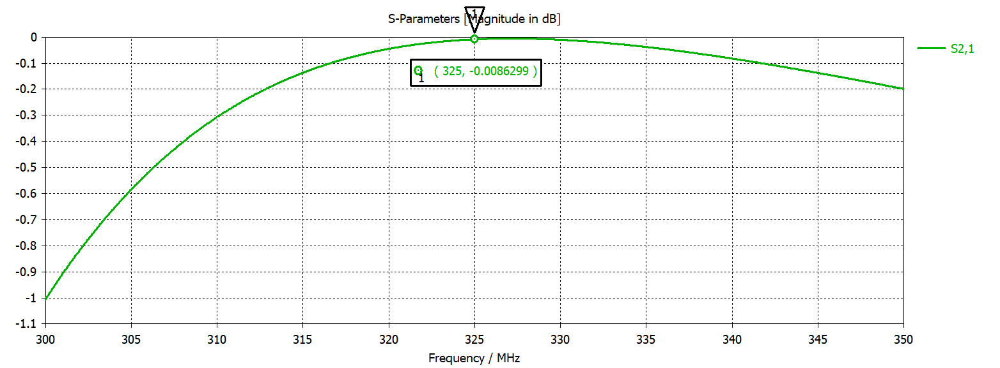 1
S-Parameters [Magnitude in dB]
S2,1
1 ( 325, -0.0086299 )
0
-0.1
-0.2
-0.3
-0.4
-0.5
-0.6
-0.7
-0.8
-0.9
-1
-1.1
300 305 310 315 320 325 330 335 340 345 350
Frequency / MHz